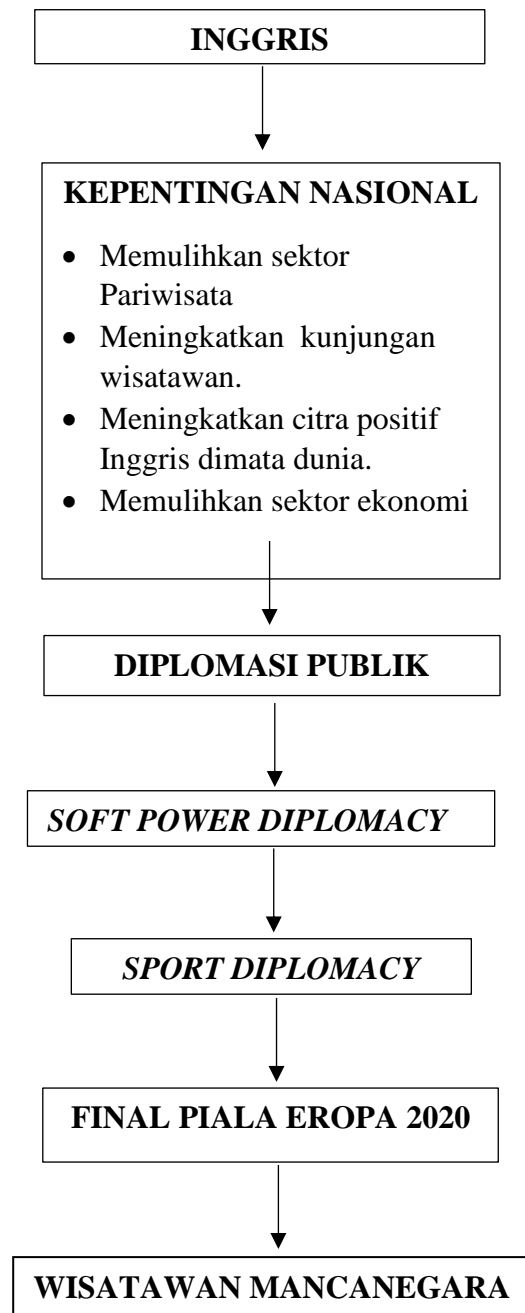 INGGRIS
KEPENTINGAN NASIONAL
• Memulihkan sektor
Pariwisata
• Meningkatkan kunjungan
wisatawan.
• Meningkatkan citra positif
Inggris dimata dunia.
• Memulihkan sektor ekonomi
DIPLOMASI PUBLIK
SOFT POWER DIPLOMACY
SPORT DIPLOMACY
FINAL PIALA EROPA 2020
WISATAWAN MANCANEGARA